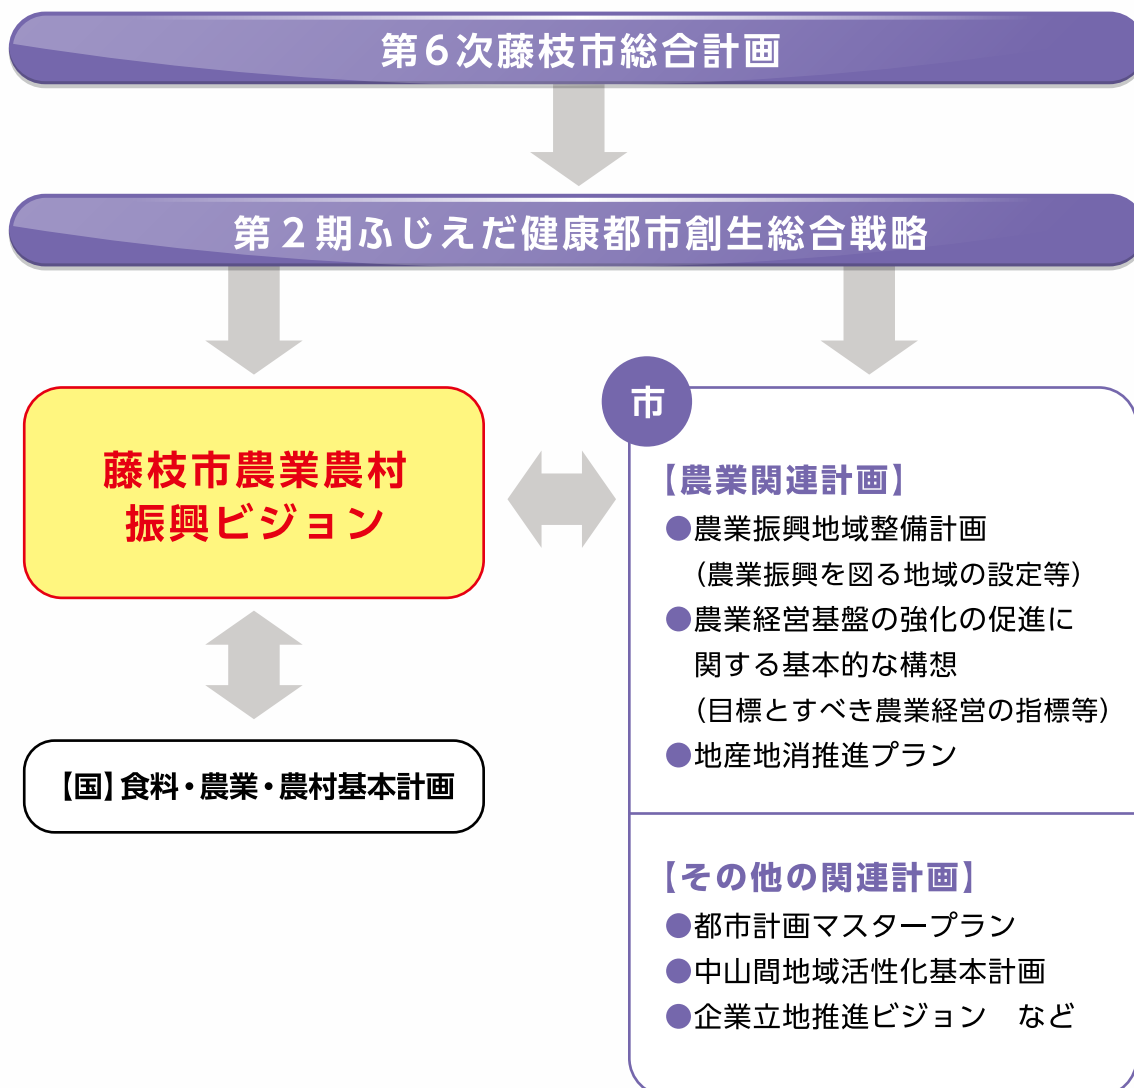 第6次藤枝市総合計画
第2期ふじえだ健康都市創生総合戦略
藤枝市農業農村
振興ビジョン
【国】食料・農業・農村基本計画
市
【農業関連計画】
●農業振興地域整備計画
（農業振興を図る地域の設定等）
●農業経営基盤の強化の促進に
関する基本的な構想
（目標とすべき農業経営の指標等）
●地産地消推進プラン
【その他の関連計画】
●都市計画マスタープラン
●中山間地域活性化基本計画
●企業立地推進ビジョン　など